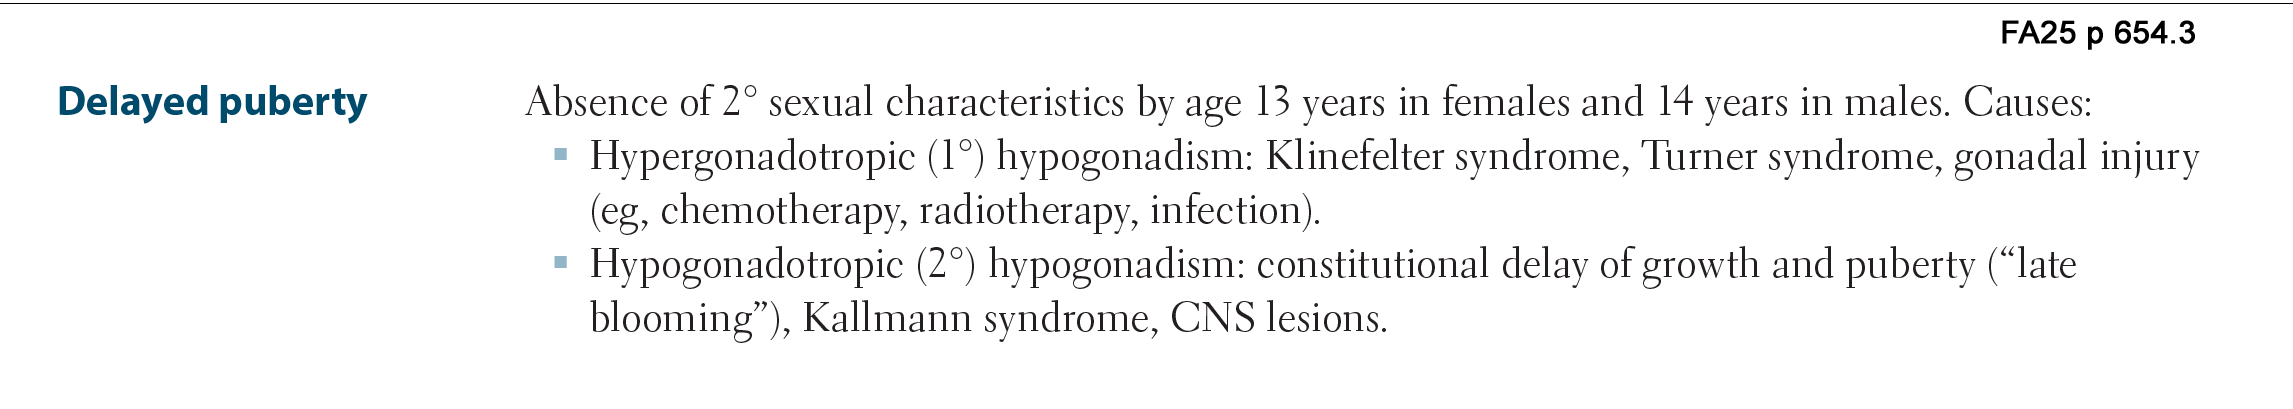 FA25 p 654.3
Delayed puberty
Absence of 2° sexual characteristics by age 13 years in females and 14 years in males. Causes:
▪ Hypergonadotropic (1°) hypogonadism: Klinefelter syndrome, Turner syndrome, gonadal injury
(eg, chemotherapy, radiotherapy, infection).
▪ Hypogonadotropic (2°) hypogonadism: constitutional delay of growth and puberty (“late
blooming”), Kallmann syndrome, CNS lesions.